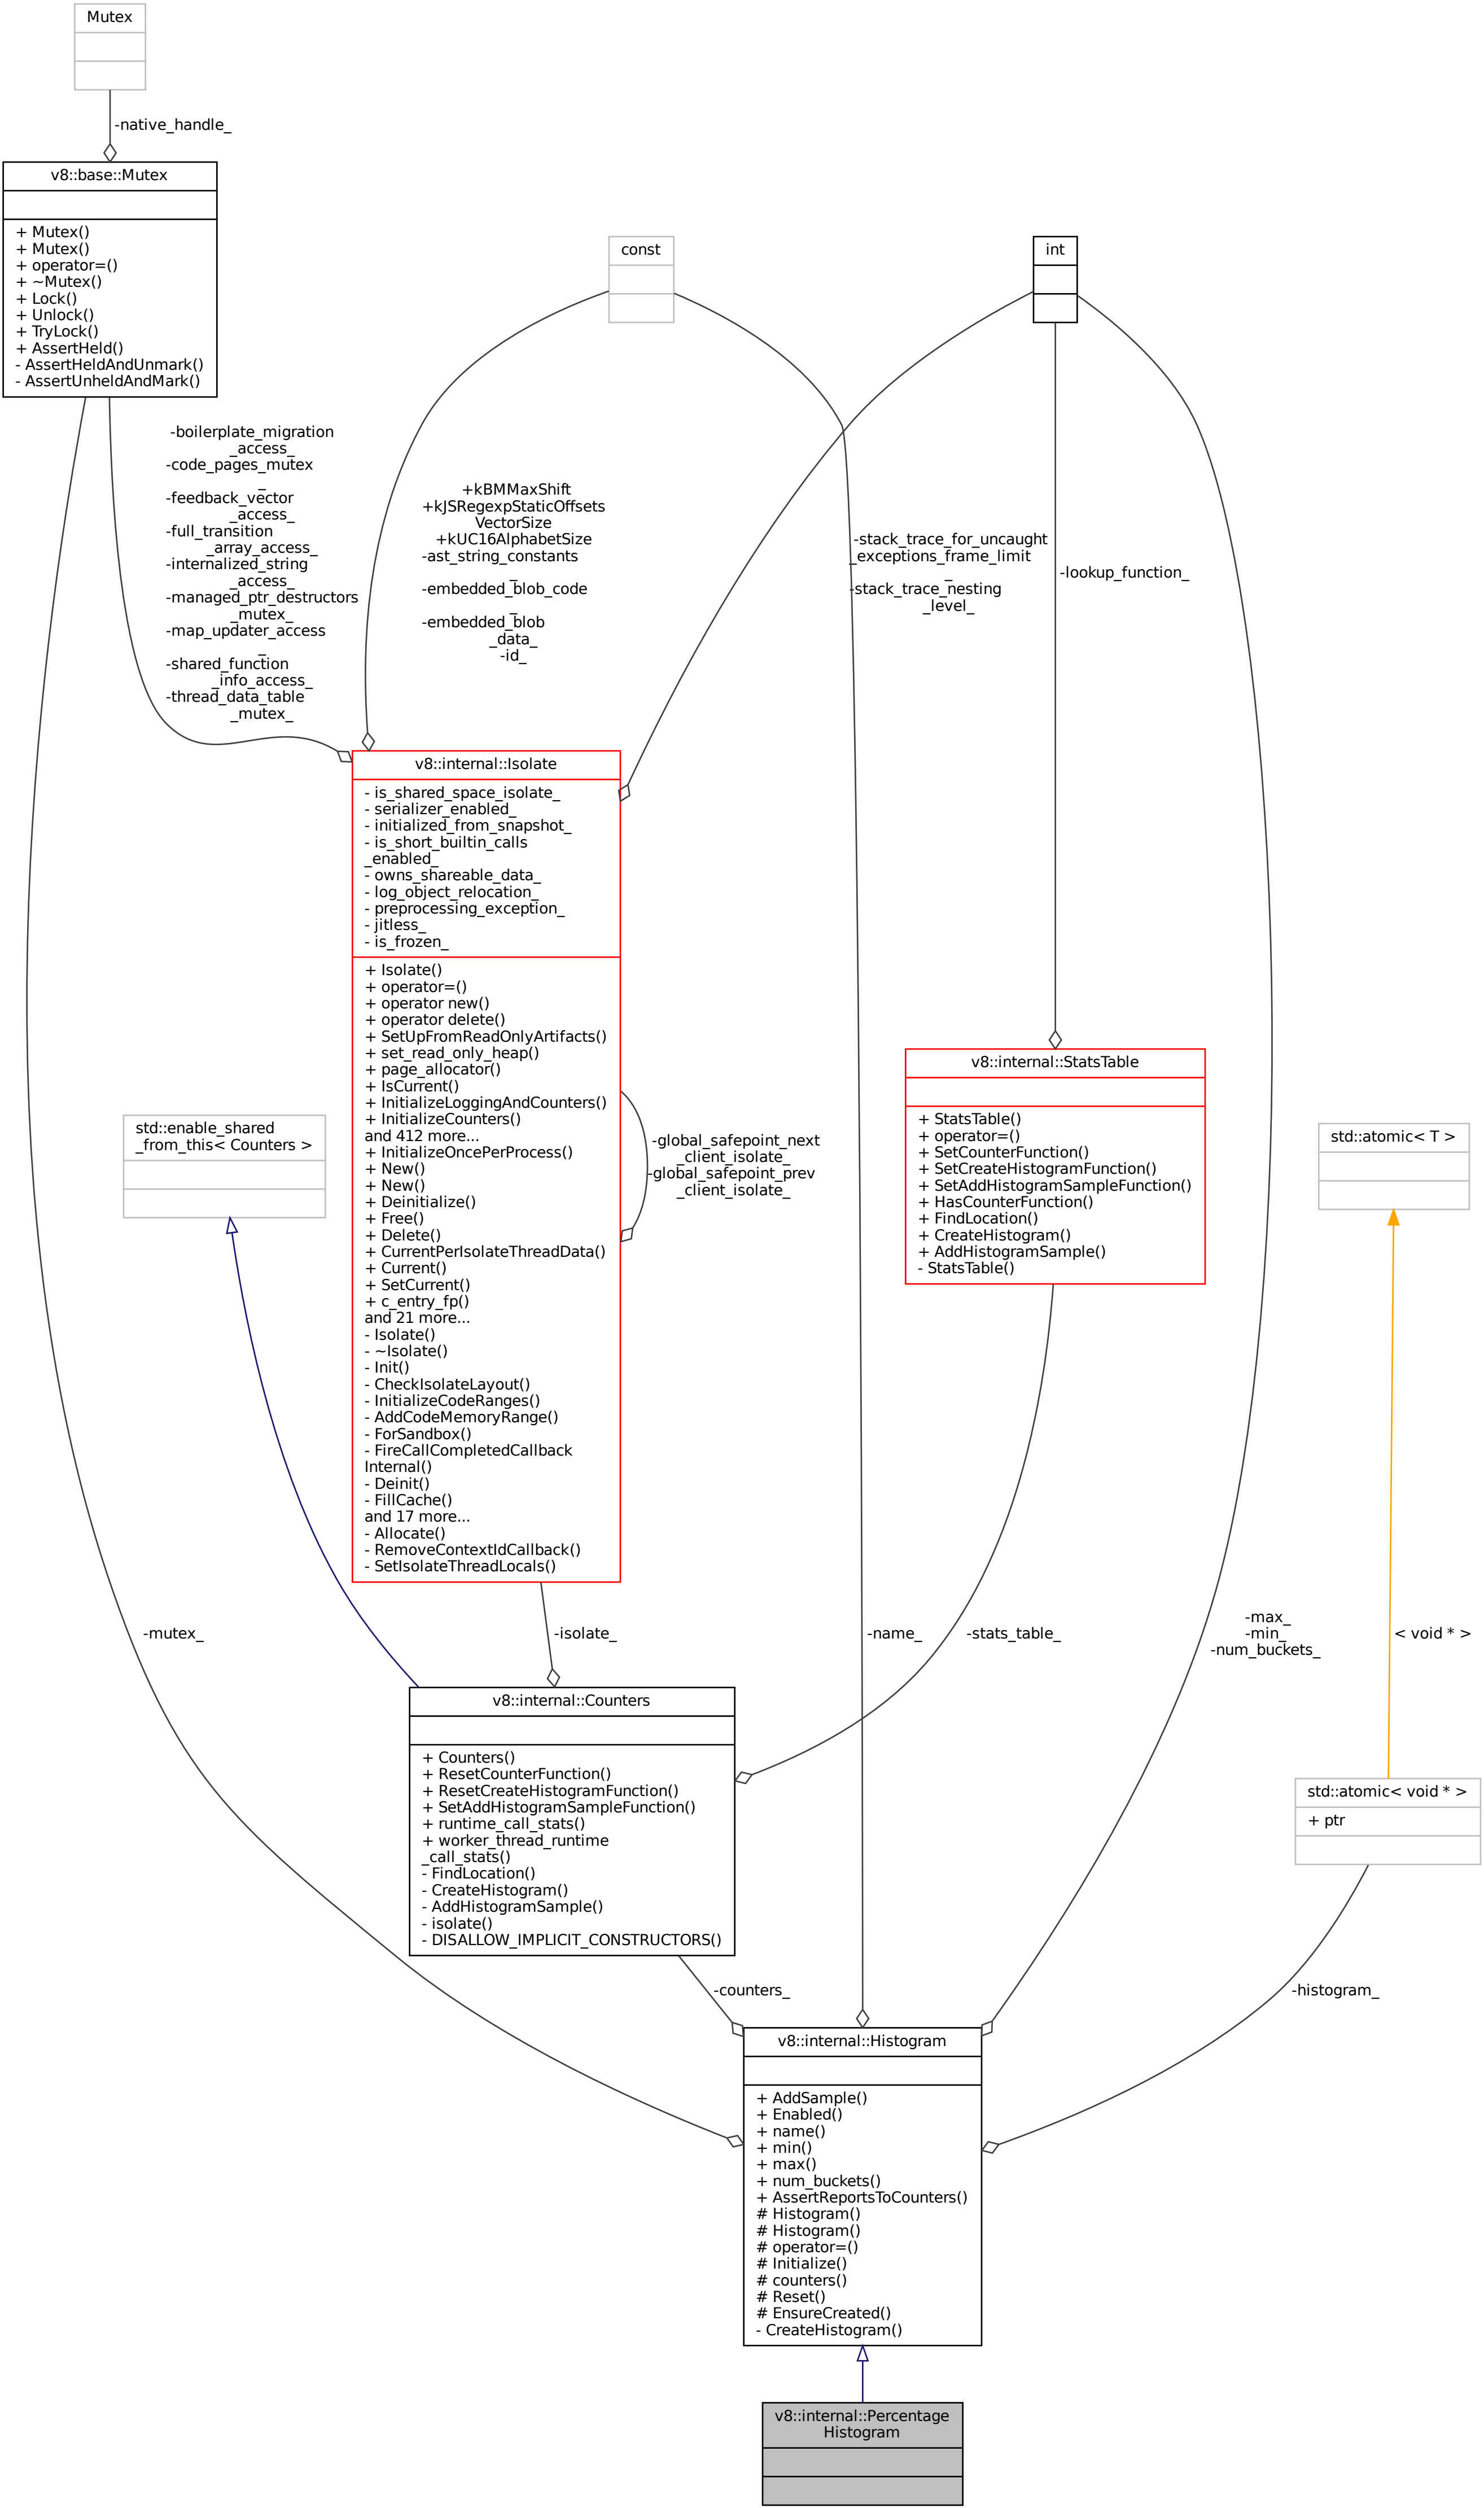 Mutex
-native_handle_
v8::base::Mutex
+ Mutex()
+ Mutex()
+ operator=()
+ ~Mutex()
+ Lock()
+ Unlock()
+ TryLock()
+ AssertHeld()
- AssertHeldAndUnmark()
- AssertUnheldAndMark()
const
int
-boilerplate_migration
_access_
-code_pages_mutex
_
-feedback_vector
_access_
-full_transition
_array_access_
-internalized_string
_access_
-managed_ptr_destructors
_mutex_
-map_updater_access
_
-shared_function
_info_access_
-thread_data_table
_mutex_
+kBMMaxShift
+kJSRegexpStaticOffsets
VectorSize
+kUC16AlphabetSize
-ast_string_constants
_
-embedded_blob_code
_
-embedded_blob
_data_
-id_
-stack_trace_for_uncaught
_exceptions_frame_limit
_
-stack_trace_nesting
_level_
-lookup_function_
v8::internal::Isolate
- is_shared_space_isolate_
- serializer_enabled_
- initialized_from_snapshot_
- is_short_builtin_calls
_enabled_
- owns_shareable_data_
- log_object_relocation_
- preprocessing_exception_
- jitless_
- is_frozen_
+ Isolate()
+ operator=()
+ operator new()
+ operator delete()
+ SetUpFromReadOnlyArtifacts()
+ set_read_only_heap()
+ page_allocator()
+ IsCurrent()
+ InitializeLoggingAndCounters()
+ InitializeCounters()
and 412 more...
+ InitializeOncePerProcess()
+ New()
+ New()
+ Deinitialize()
+ Free()
+ Delete()
+ CurrentPerIsolateThreadData()
+ Current()
+ SetCurrent()
+ c_entry_fp()
and 21 more...
- Isolate()
- ~Isolate()
- Init()
- CheckIsolateLayout()
- InitializeCodeRanges()
- AddCodeMemoryRange()
- ForSandbox()
- FireCallCompletedCallback
Internal()
- Deinit()
- FillCache()
and 17 more...
- Allocate()
- RemoveContextIdCallback()
- SetIsolateThreadLocals()
-global_safepoint_next
_client_isolate_
-global_safepoint_prev
_client_isolate_
v8::internal::StatsTable
+ StatsTable()
+ operator=()
+ SetCounterFunction()
+ SetCreateHistogramFunction()
+ SetAddHistogramSampleFunction()
+ HasCounterFunction()
+ FindLocation()
+ CreateHistogram()
+ AddHistogramSample()
- StatsTable()
std::enable_shared
_from_this< Counters >
std::atomic< T >
-mutex_
-isolate_
-name_
-stats_table_
-max_
-min_
-num_buckets_
< void * >
v8::internal::Counters
+ Counters()
+ ResetCounterFunction()
+ ResetCreateHistogramFunction()
+ SetAddHistogramSampleFunction()
+ runtime_call_stats()
+ worker_thread_runtime
_call_stats()
- FindLocation()
- CreateHistogram()
- AddHistogramSample()
- isolate()
- DISALLOW_IMPLICIT_CONSTRUCTORS()
std::atomic< void * >
+ ptr
-counters_
-histogram_
v8::internal::Histogram
+ AddSample()
+ Enabled()
+ name()
+ min()
+ max()
+ num_buckets()
+ AssertReportsToCounters()
# Histogram()
# Histogram()
# operator=()
# Initialize()
# counters()
# Reset()
# EnsureCreated()
- CreateHistogram()
v8::internal::Percentage
Histogram